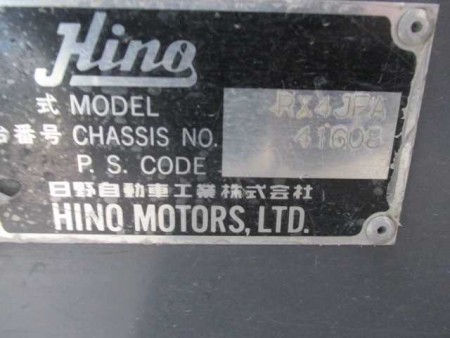 Hino
式 MODEL RX4JFA
台番号 CHASSIS NO. 41608
P. S. CODE
日野自動車工業株式会社
HINO MOTORS, LTD.